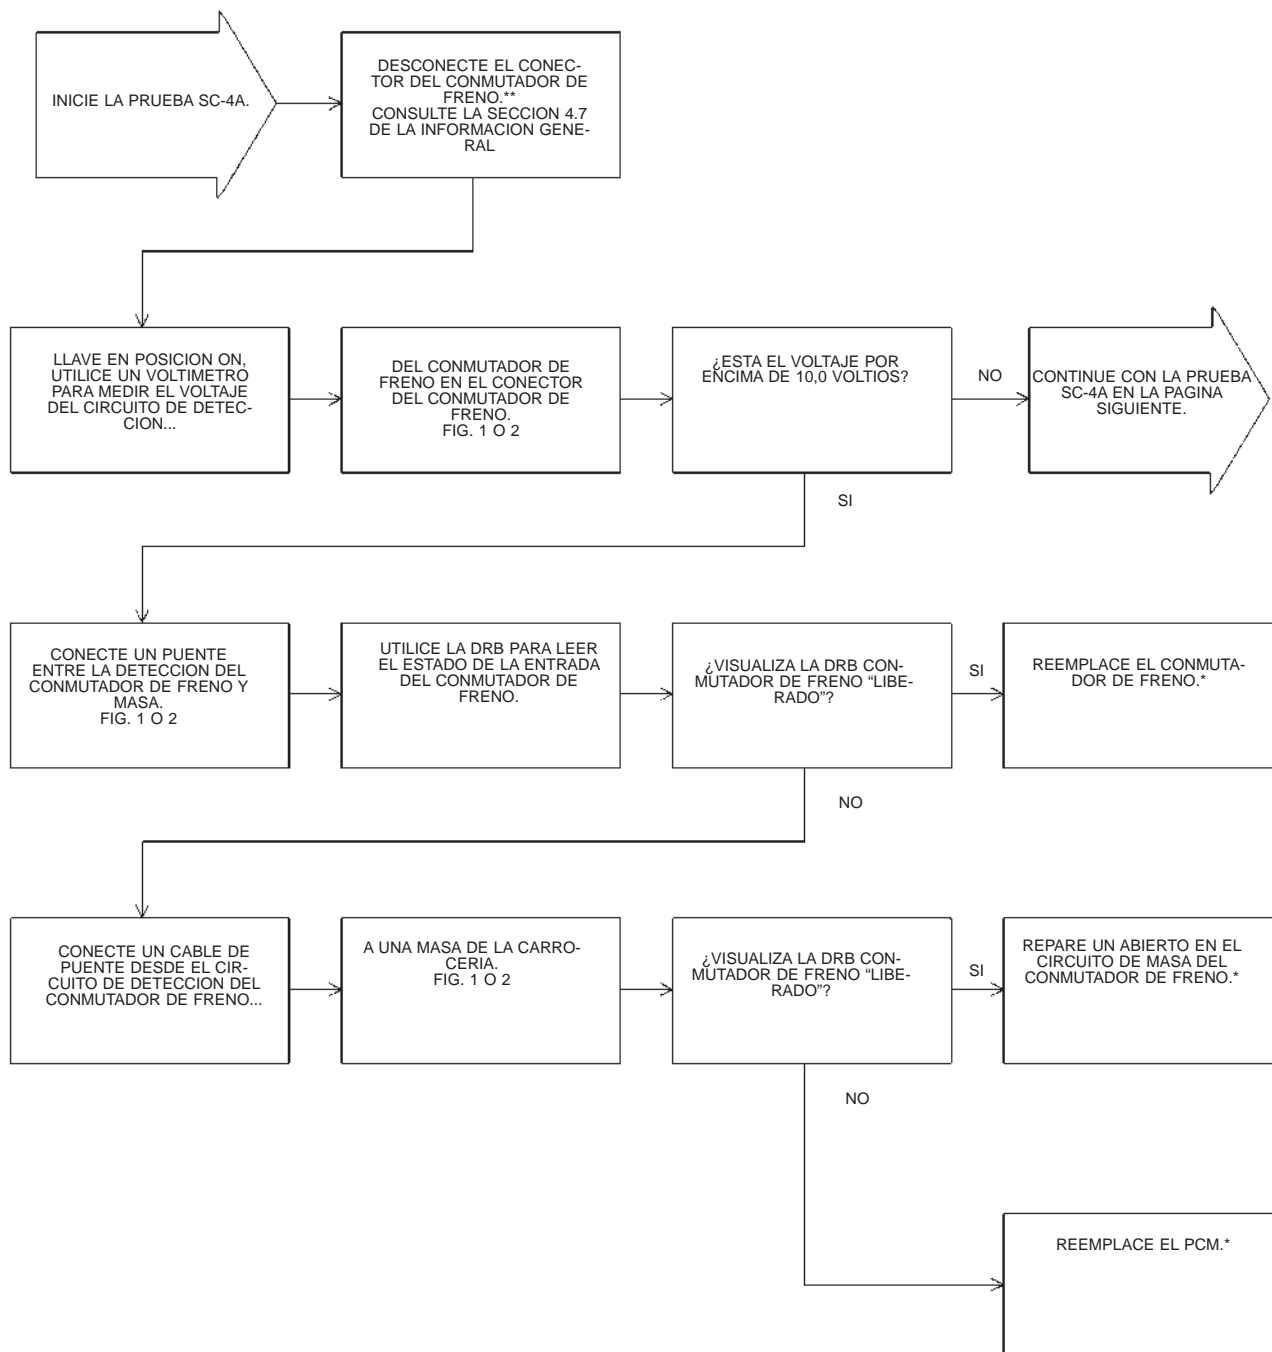 INICIE LA PRUEBA SC-4A.
DESCONECTE EL CONEC-
TOR DEL CONMUTADOR DE
FRENO.**
CONSULTE LA SECCION 4.7
DE LA INFORMACION GENE-
RAL
LLAVE EN POSICION ON,
UTILICE UN VOLTIMETRO
PARA MEDIR EL VOLTAJE
DEL CIRCUITO DE DETEC-
CION...
DEL CONMUTADOR DE
FRENO EN EL CONECTOR
DEL CONMUTADOR DE
FRENO.
FIG. 1 O 2
¿ESTA EL VOLTAJE POR
ENCIMA DE 10,0 VOLTIOS?
NO
CONTINUE CON LA PRUEBA
SC-4A EN LA PAGINA
SIGUIENTE.
SI
CONECTE UN PUENTE
ENTRE LA DETECCION DEL
CONMUTADOR DE FRENO Y
MASA.
FIG. 1 O 2
UTILICE LA DRB PARA LEER
EL ESTADO DE LA ENTRADA
DEL CONMUTADOR DE
FRENO.
¿VISUALIZA LA DRB CON-
MUTADOR DE FRENO “LIBE-
RADO”?
SI
REEMPLACE EL CONMUTA-
DOR DE FRENO.*
NO
CONECTE UN CABLE DE
PUENTE DESDE EL CIR-
CUITO DE DETECCION DEL
CONMUTADOR DE FRENO...
A UNA MASA DE LA CARRO-
CERIA.
FIG. 1 O 2
¿VISUALIZA LA DRB CON-
MUTADOR DE FRENO “LIBE-
RADO”?
SI
REPARE UN ABIERTO EN EL
CIRCUITO DE MASA DEL
CONMUTADOR DE FRENO.*
NO
REEMPLACE EL PCM.*